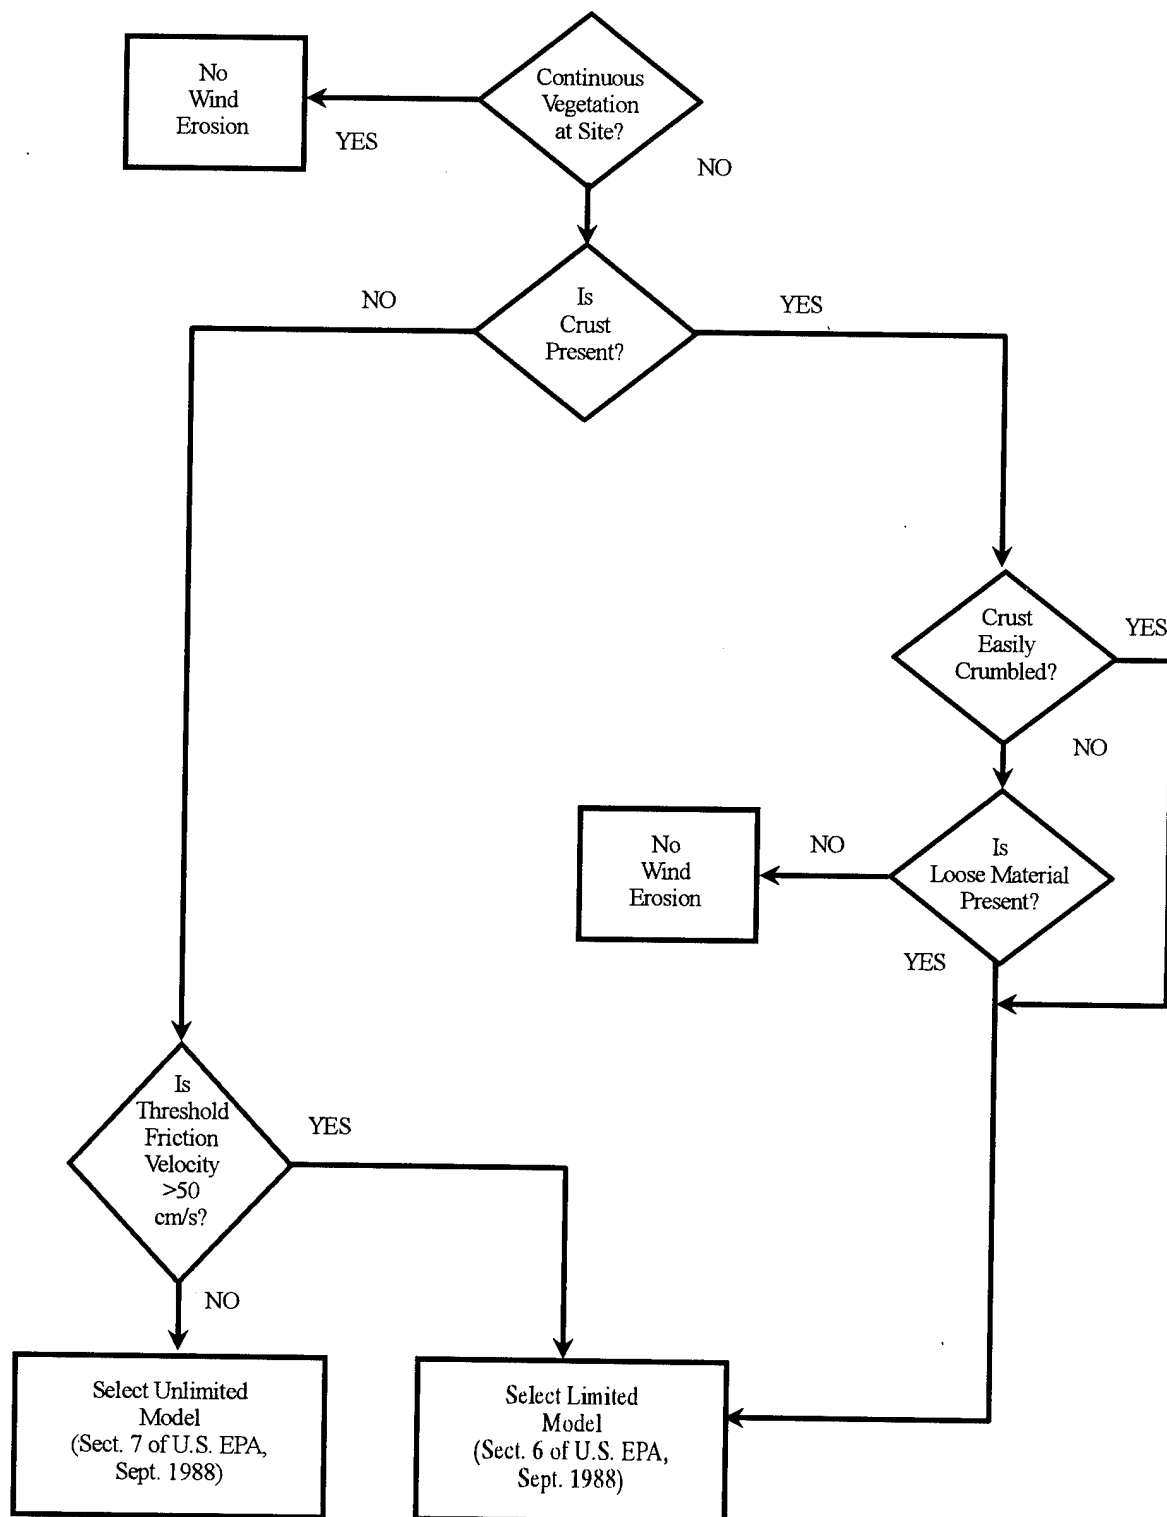 No
Wind
Erosion
YES
Continuous
Vegetation
at Site?
NO
NO
Is
Crust
Present?
YES
Crust
Easily
Crumbled?
YES
NO
No
Wind
Erosion
NO
Is
Loose Material
Present?
YES
Is
Threshold
Friction
Velocity
>50
cm/s?
YES
NO
Select Unlimited
Model
(Sect. 7 of U.S. EPA,
Sept. 1988)
Select Limited
Model
(Sect. 6 of U.S. EPA,
Sept. 1988)